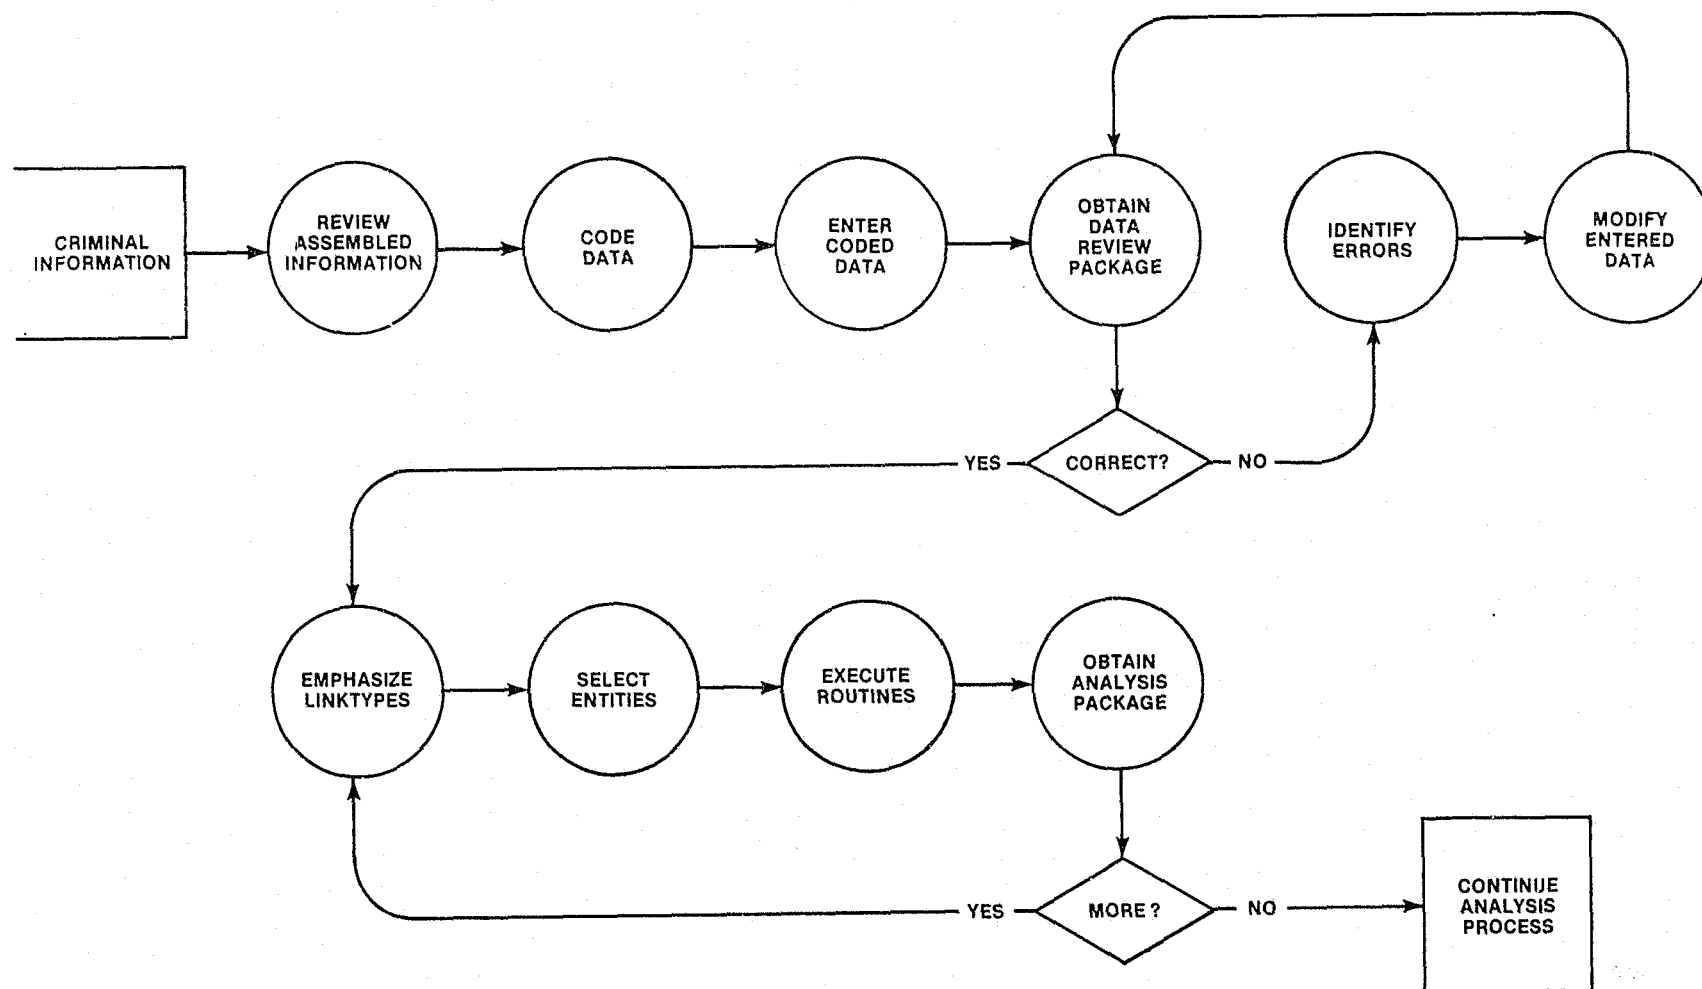 CRIMINAL
INFORMATION
REVIEW
ASSEMBLED
INFORMATION
CODE
DATA
ENTER
CODED
DATA
OBTAIN
DATA
REVIEW
PACKAGE
IDENTIFY
ERRORS
MODIFY
ENTERED
DATA
YES
CORRECT?
NO
EMPHASIZE
LINKTYPES
SELECT
ENTITIES
EXECUTE
ROUTINES
OBTAIN
ANALYSIS
PACKAGE
YES
MORE?
NO
CONTINUE
ANALYSIS
PROCESS